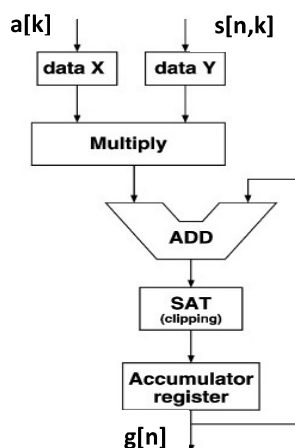 a[k] s[n,k]
data X data Y
Multiply
ADD
SAT
(clipping)
Accumulator
register
g[n]